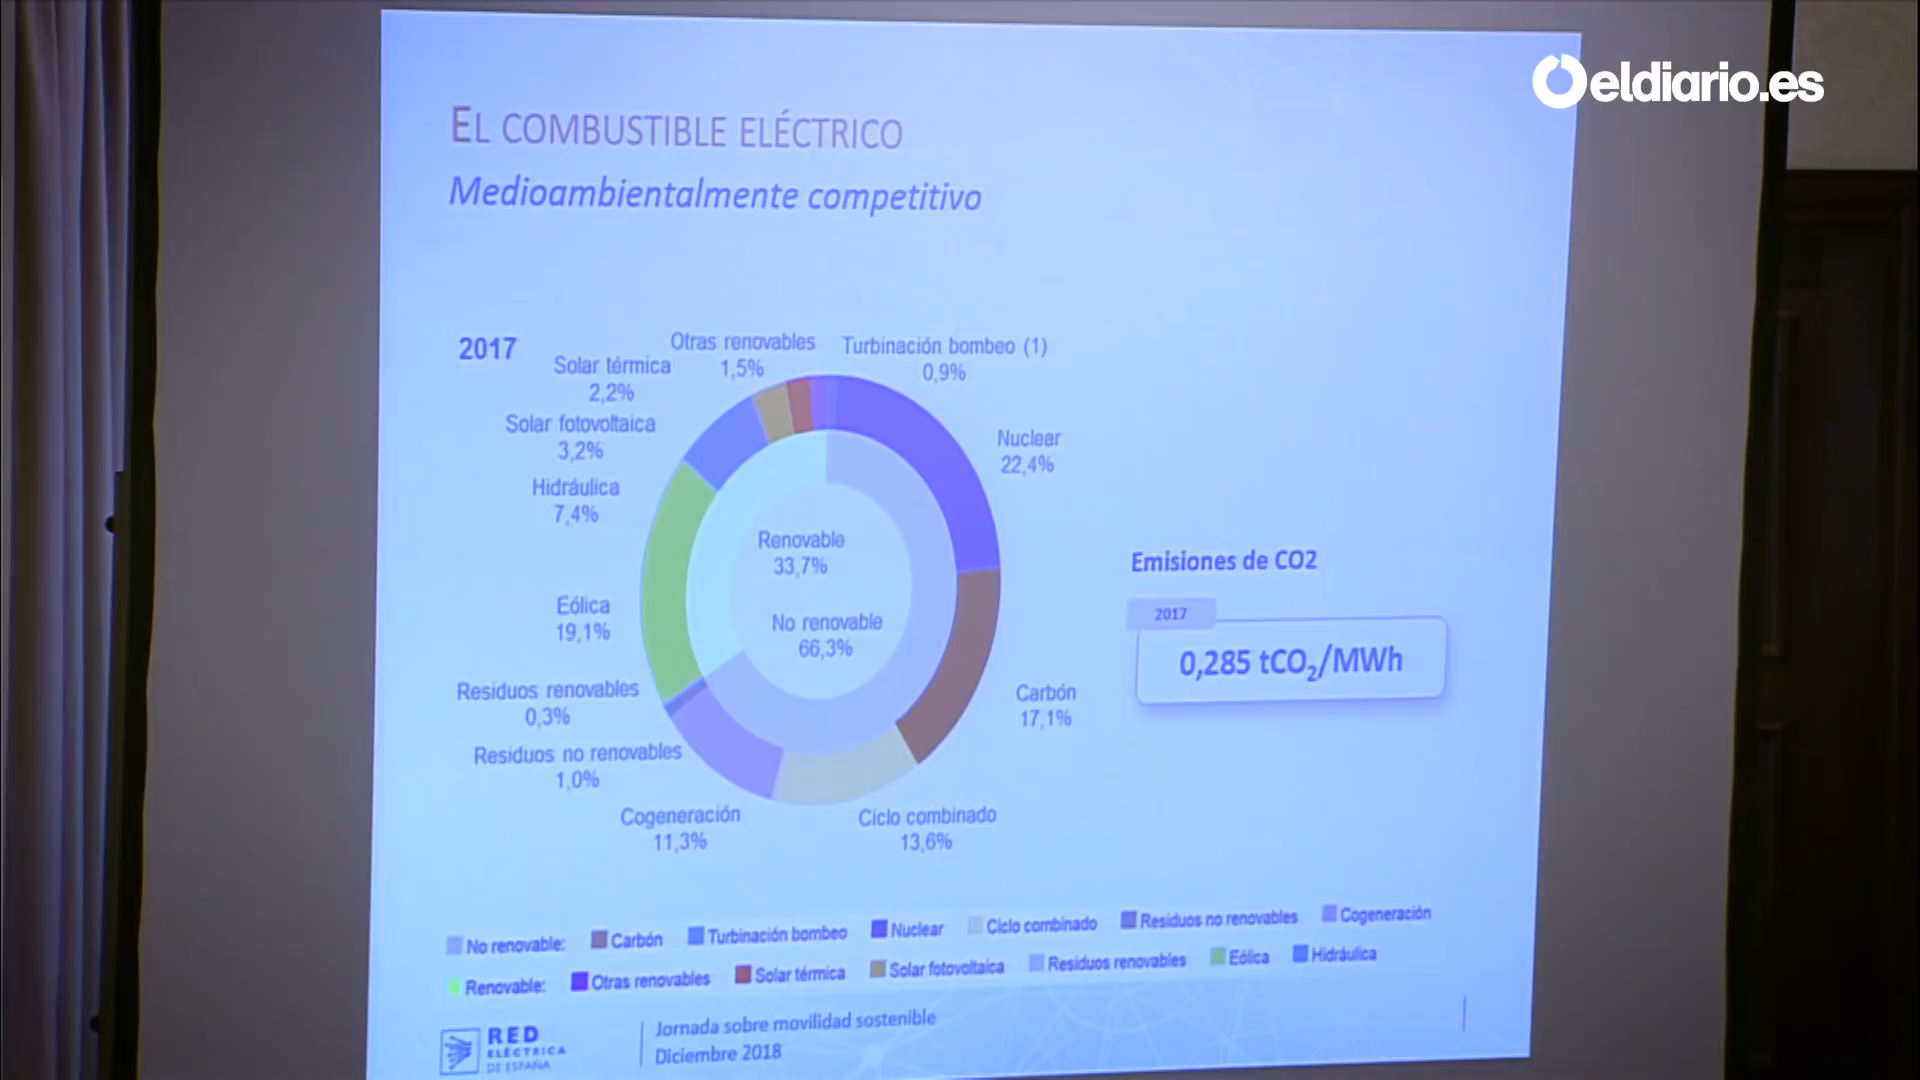 eldiario.es
EL COMBUSTIBLE ELÉCTRICO
Medioambientalmente competitivo
2017
Otras renovables
1,5%
Turbinación bombeo (1)
0,9%
Solar térmica
2,2%
Solar fotovoltaica
3,2%
Nuclear
22,4%
Hidráulica
7,4%
Renovable
33,7%
Emisiones de CO2
Eólica
19,1%
2017
No renovable
66,3%
0,285 tCO₂/MWh
Residuos renovables
0,3%
Carbón
17,1%
Residuos no renovables
1,0%
Cogeneración
11,3%
Ciclo combinado
13,6%
No renovable: Carbón Turbinación bombeo Nuclear Ciclo combinado Residuos no renovables Cogeneración
Renovable: Otras renovables Solar térmica Solar fotovoltaica Residuos renovables Eólica Hidráulica
RED
ELÉCTRICA
DE ESPAÑA
Jornada sobre movilidad sostenible
Diciembre 2018